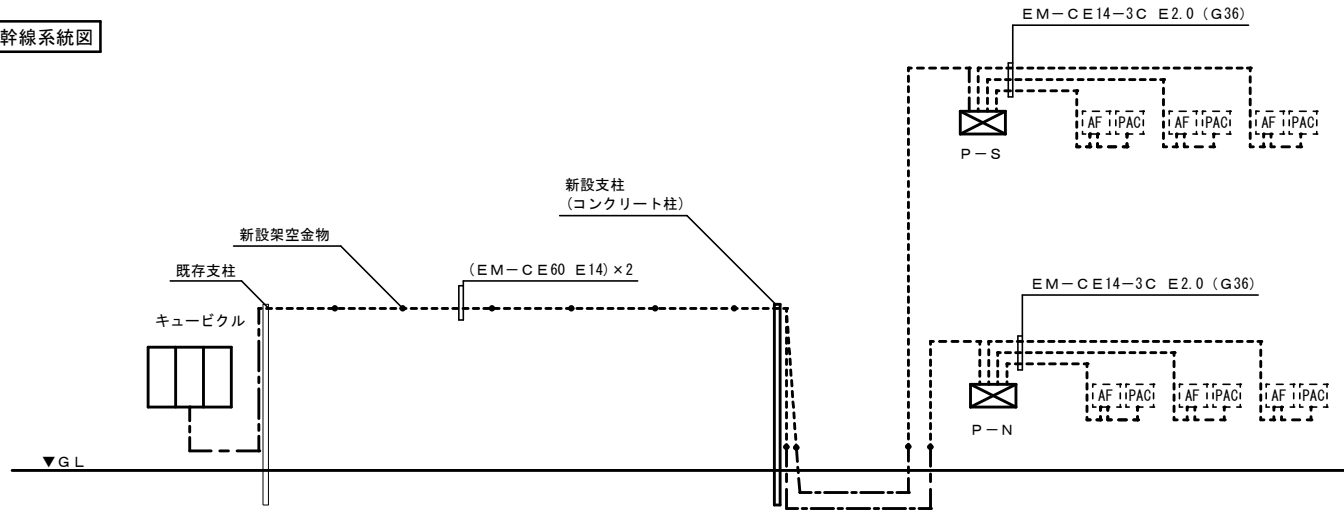 幹線系統図
EM-CE14-3C E2.0 (G36)
AF PAC AF PAC AF PAC
P-S
新設支柱
(コンクリート柱)
新設架空金物
既存支柱
(EM-CE60 E14)×2
EM-CE14-3C E2.0 (G36)
キュービクル
AF PAC AF PAC AF PAC
P-N
▼GL